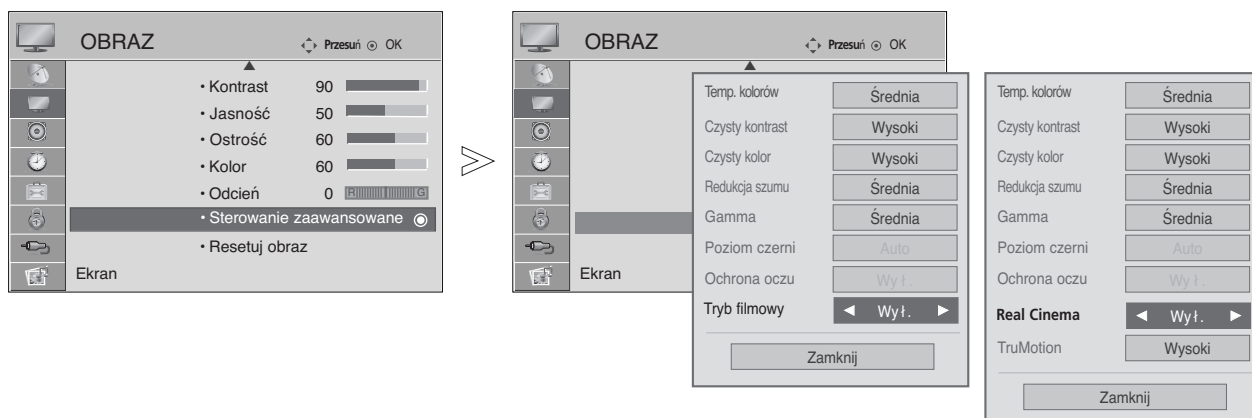 OBRAZ
Przesuń OK
• Kontrast 90
• Jasność 50
• Ostrość 60
• Kolor 60
• Odcień 0 R G
• Sterowanie zaawansowane
• Resetuj obraz
Ekran
OBRAZ
Przesuń OK
Ekran
Temp. kolorów Średnia
Czysty kontrast Wysoki
Czysty kolor Wysoki
Redukcja szumu Średnia
Gamma Średnia
Poziom czerni Auto
Ochrona oczu Wył.
Tryb filmowy ◄ Wył. ►
Zamknij
Temp. kolorów Średnia
Czysty kontrast Wysoki
Czysty kolor Wysoki
Redukcja szumu Średnia
Gamma Średnia
Poziom czerni Auto
Ochrona oczu Wył.
Real Cinema ◄ Wył. ►
TruMotion Wysoki
Zamknij